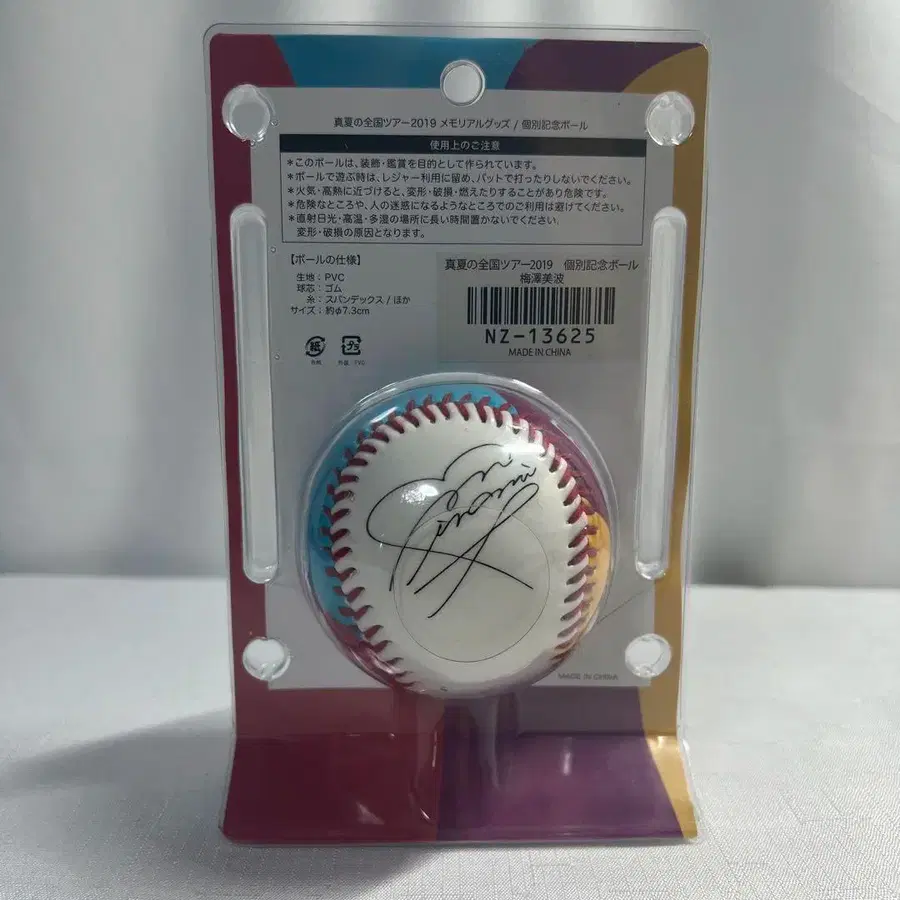 真夏の全国ツアー2019 メモリアルグッズ / 個別記念ボール
使用上のご注意
*このボールは、装飾・鑑賞を目的として作られています。
*ボールで遊ぶ時は、レジャー利用に留め、バットで打ったりしないでください。
*火気・高熱に近づけると、変形・破損・燃えたりすることがあり危険です。
*危険なところや、人の迷惑になるようなところでのご利用は避けてください。
*直射日光・高温・多湿の場所に長い時間置かないでください。
変形・破損の原因となります。
【ボールの仕様】
生地：PVC
球芯：ゴム
糸：スパンデックス / ほか
サイズ：約φ7.3cm
紙
プラ
外装：PVC
真夏の全国ツアー2019 個別記念ボール
梅澤美波
NZ-13625
MADE IN CHINA
Minami
MADE IN CHINA